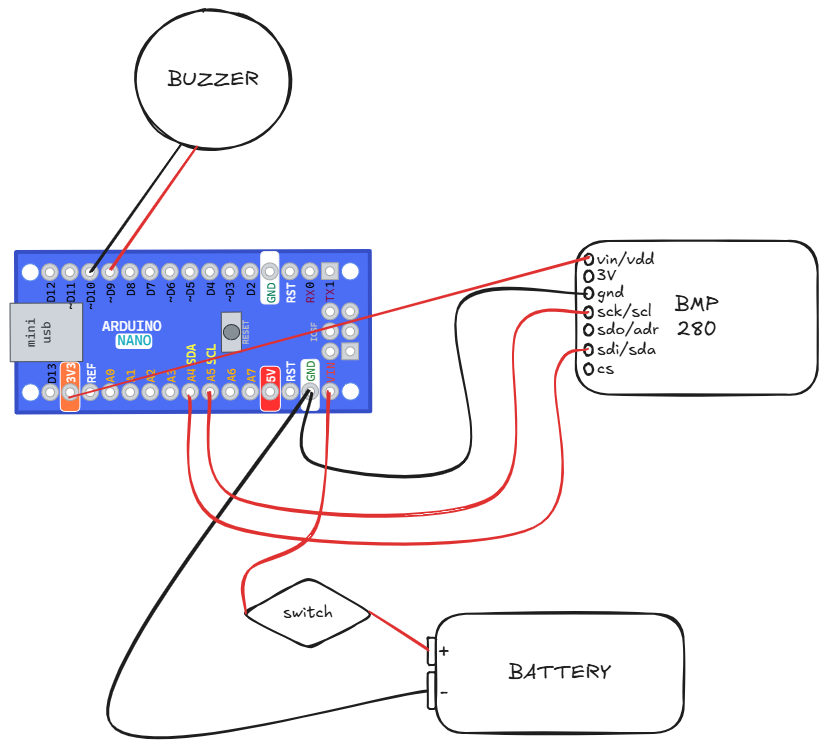 BUZZER
D12
~D11
~D10
~D9
D8
D7
~D6
~D5
D4
~D3
D2
GND
RST
RX0
TX1
mini
usb
ARDUINO
NANO
RESET
ICSP
D13
3V3
REF
A0
A1
A2
A3
A4
SDA
A5
SCL
A6
A7
5V
RST
GND
vin/vdd
3V
gnd
sck/scl
sdo/adr
sdi/sda
cs
BMP
280
switch
+
-
BATTERY